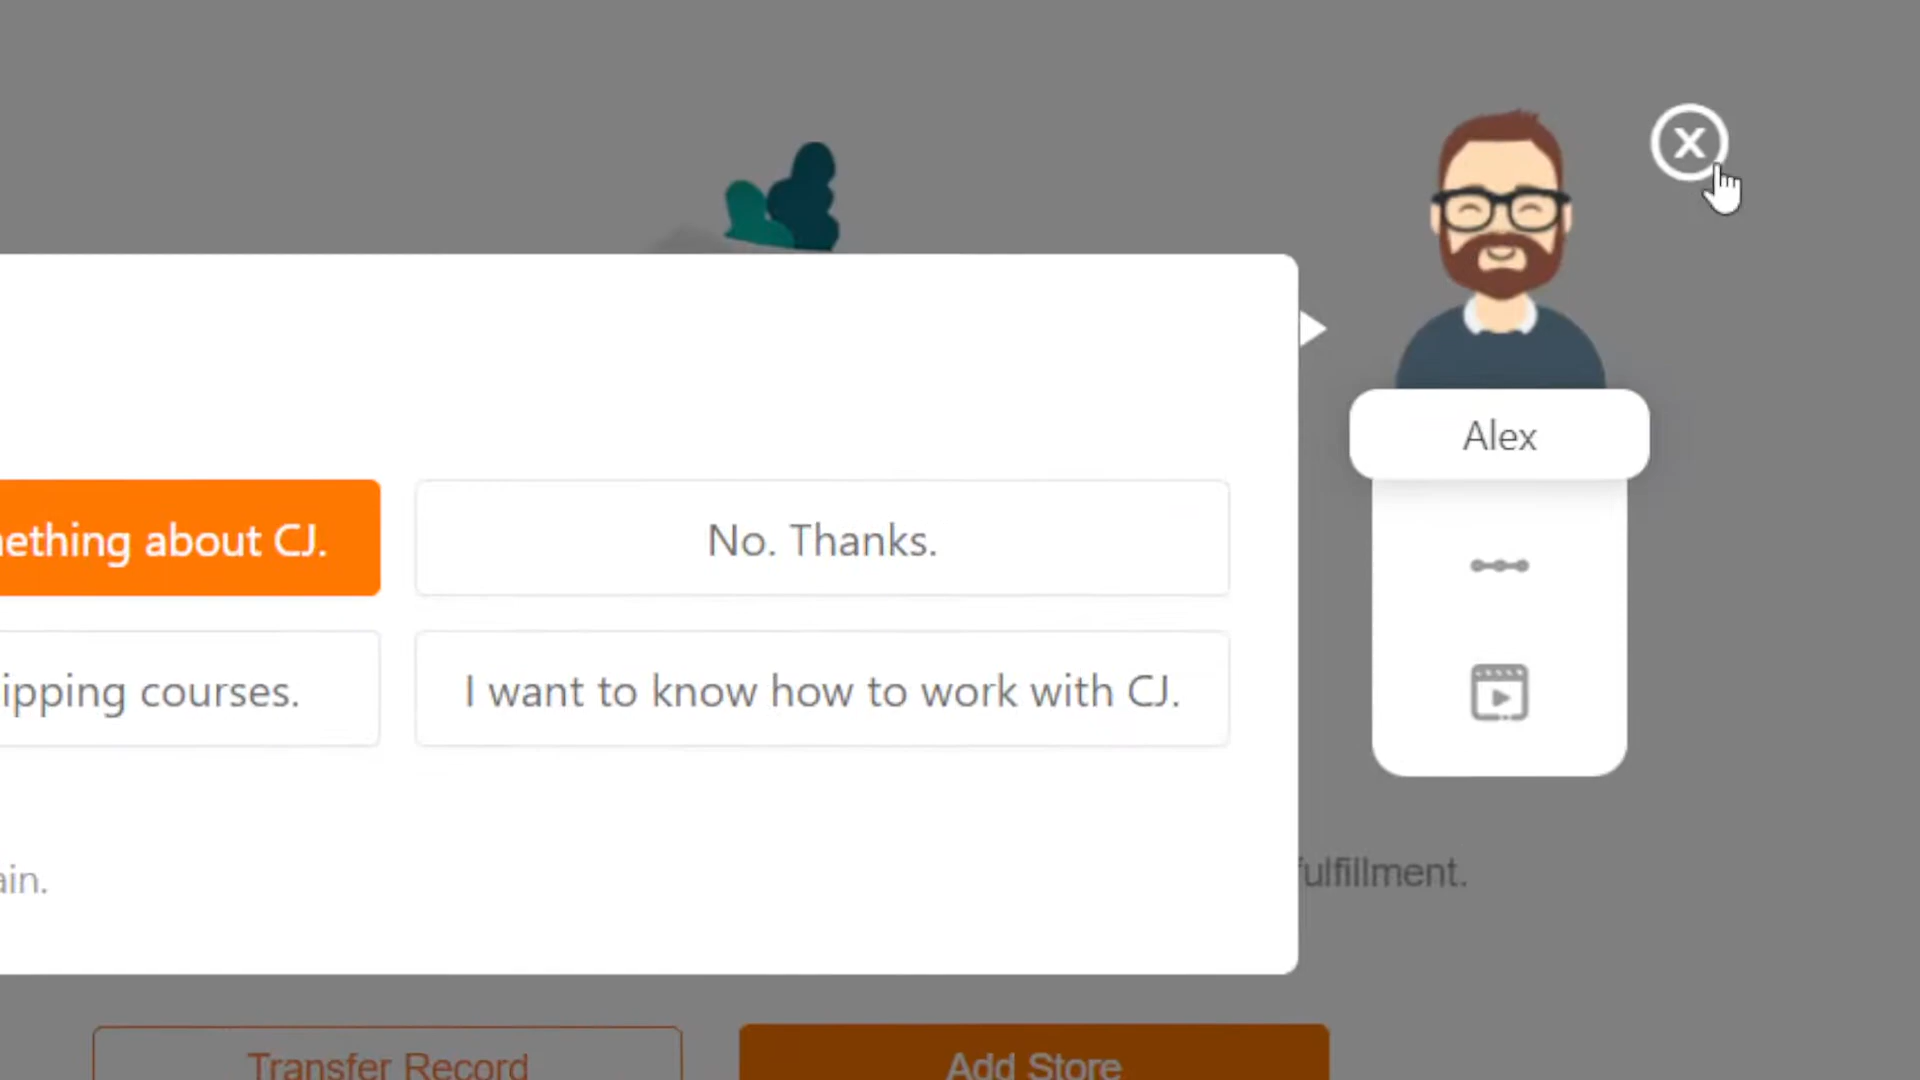 Alex
ething about CJ.
No. Thanks.
ipping courses.
I want to know how to work with CJ.
ain.
ulfillment.
Transfer Record
Add Store